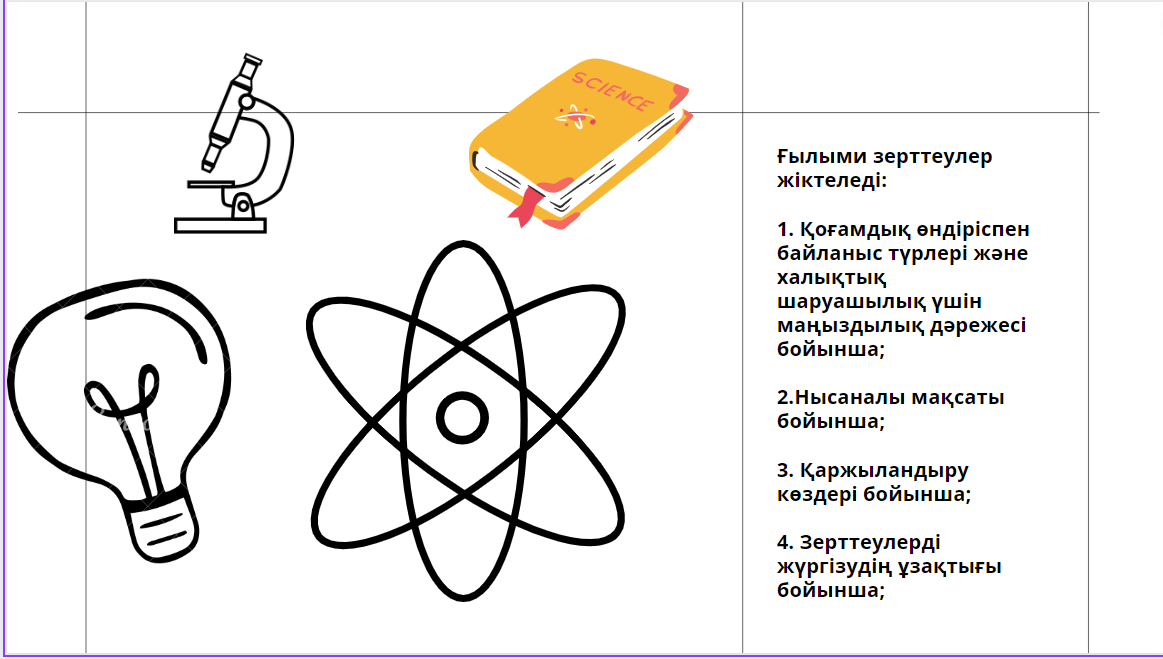 SCIENCE
Ғылыми зерттеулер
жіктеледі:
1. Қоғамдық өндіріспен
байланыс түрлері және
халықтық
шаруашылық үшін
маңыздылық дәрежесі
бойынша;
2.Нысаналы мақсаты
бойынша;
3. Қаржыландыру
көздері бойынша;
4. Зерттеулерді
жүргізудің ұзақтығы
бойынша;